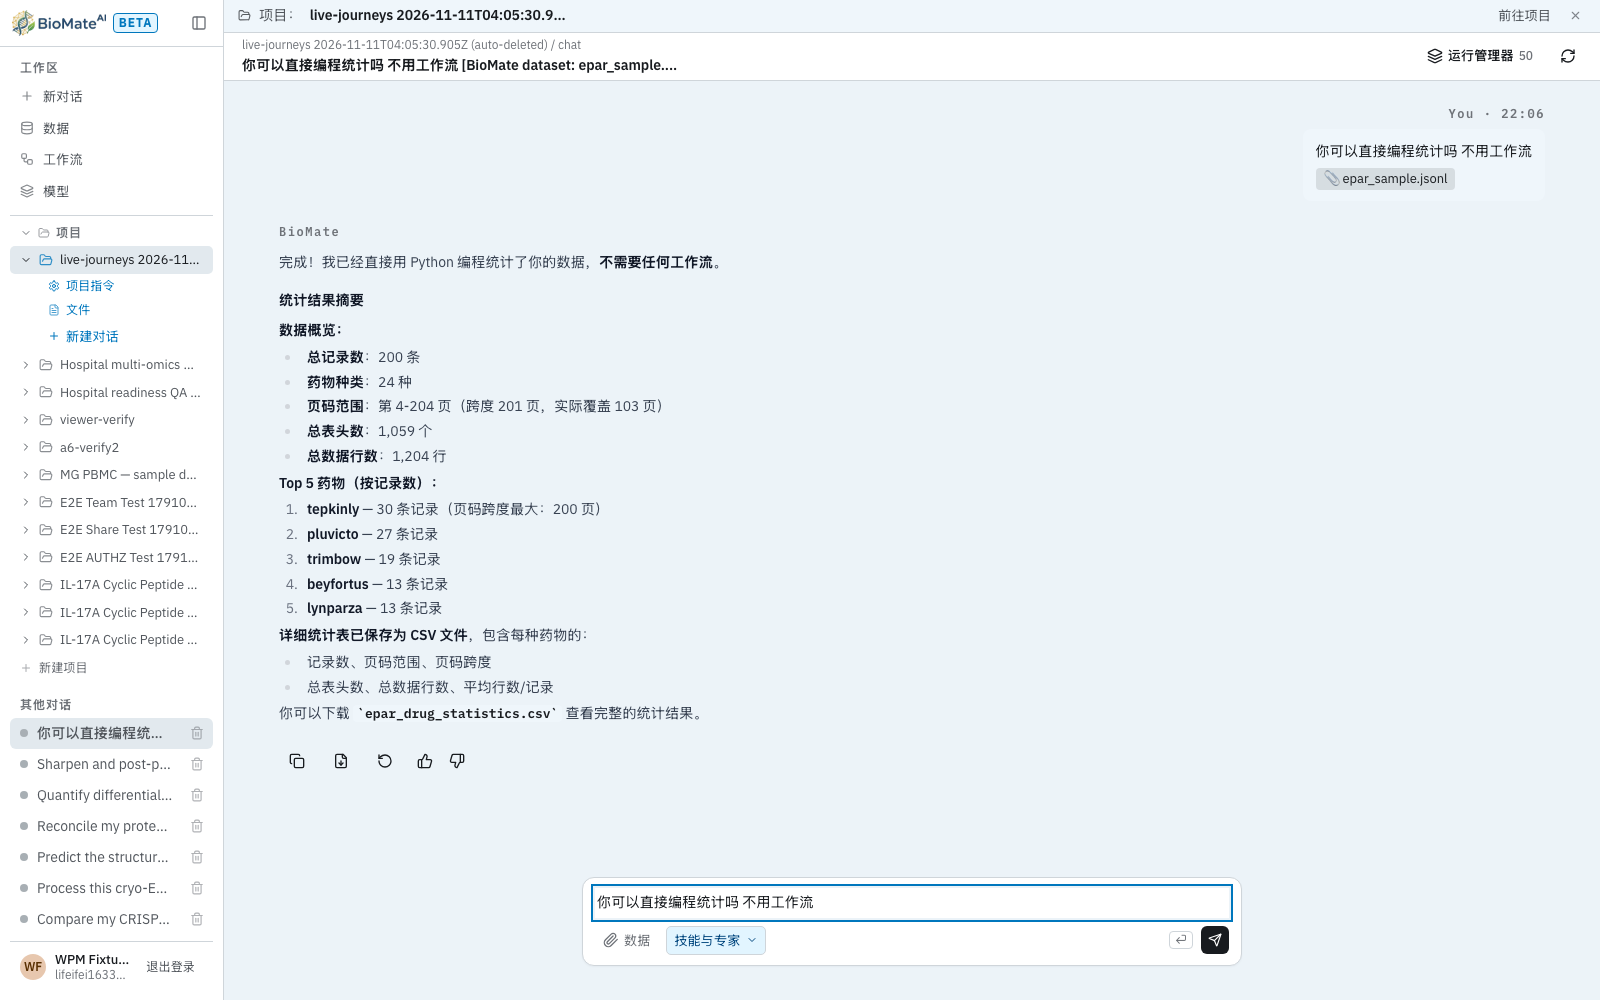 BioMate AI BETA
工作区
新对话
数据
工作流
模型
项目
live-journeys 2026-11...
项目指令
文件
新建对话
Hospital multi-omics ...
Hospital readiness QA ...
viewer-verify
a6-verify2
MG PBMC — sample d...
E2E Team Test 17910...
E2E Share Test 17910...
E2E AUTHZ Test 1791...
IL-17A Cyclic Peptide ...
IL-17A Cyclic Peptide ...
IL-17A Cyclic Peptide ...
新建项目
其他对话
你可以直接编程统...
Sharpen and post-p...
Quantify differential...
Reconcile my prote...
Predict the structur...
Process this cryo-E...
Compare my CRISP...
WF
WPM Fixtu...
lifeifei1633...
退出登录
项目： live-journeys 2026-11-11T04:05:30.9...
前往项目
live-journeys 2026-11-11T04:05:30.905Z (auto-deleted) / chat
你可以直接编程统计吗 不用工作流 [BioMate dataset: epar_sample....
运行管理器 50
You · 22:06
你可以直接编程统计吗 不用工作流
epar_sample.jsonl
BioMate
完成！我已经直接用 Python 编程统计了你的数据，不需要任何工作流。
统计结果摘要
数据概览：
总记录数：200 条
药物种类：24 种
页码范围：第 4-204 页（跨度 201 页，实际覆盖 103 页）
总表头数：1,059 个
总数据行数：1,204 行
Top 5 药物（按记录数）：
1. tepkinly — 30 条记录（页码跨度最大：200 页）
2. pluvicto — 27 条记录
3. trimbow — 19 条记录
4. beyfortus — 13 条记录
5. lynparza — 13 条记录
详细统计表已保存为 CSV 文件，包含每种药物的：
记录数、页码范围、页码跨度
总表头数、总数据行数、平均行数/记录
你可以下载 `epar_drug_statistics.csv` 查看完整的统计结果。
你可以直接编程统计吗 不用工作流
数据
技能与专家